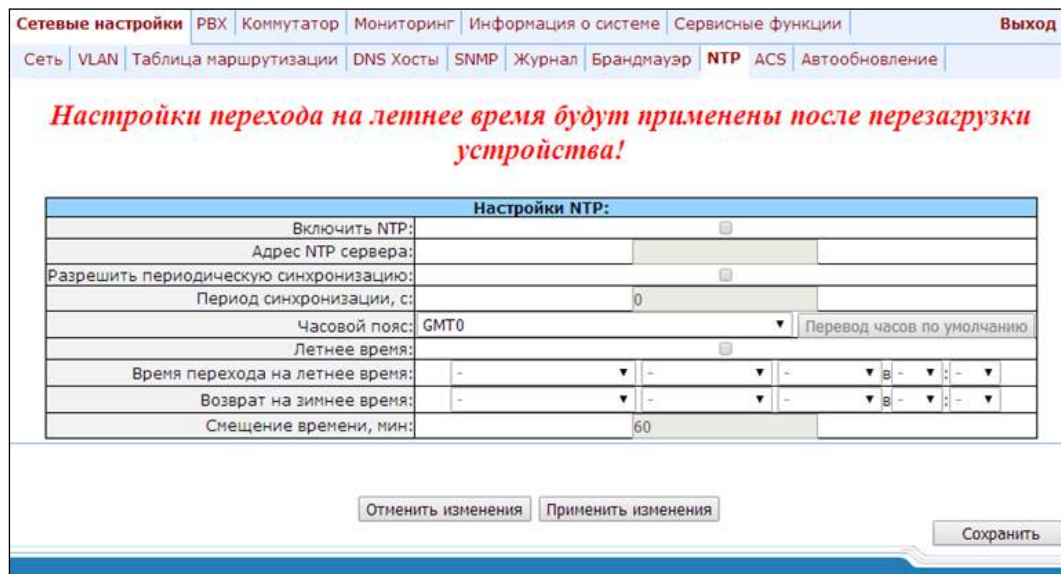 Сетевые настройки PBX Коммутатор Мониторинг Информация о системе Сервисные функции Выход
Сеть VLAN Таблица маршрутизации DNS Хосты SNMP Журнал Брандмауэр NTP ACS Автообновление
Настройки перехода на летнее время будут применены после перезагрузки
устройства!
Настройки NTP:
Включить NTP:
Адрес NTP сервера:
Разрешить периодическую синхронизацию:
Период синхронизации, с: 0
Часовой пояс: GMT0 Перевод часов по умолчанию
Летнее время:
Время перехода на летнее время: - - - в - : -
Возврат на зимнее время: - - - в - : -
Смещение времени, мин: 60
Отменить изменения Применить изменения
Сохранить